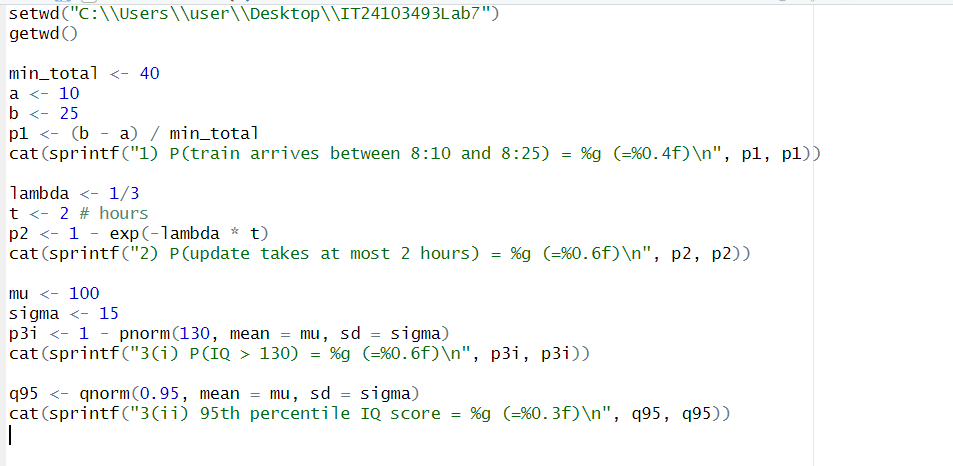 setwd("C:\\Users\\user\\Desktop\\IT24103493Lab7")
getwd()
min_total <- 40
a <- 10
b <- 25
p1 <- (b - a) / min_total
cat(sprintf("1) P(train arrives between 8:10 and 8:25) = %g (=%0.4f)\n", p1, p1))
lambda <- 1/3
t <- 2 # hours
p2 <- 1 - exp(-lambda * t)
cat(sprintf("2) P(update takes at most 2 hours) = %g (=%0.6f)\n", p2, p2))
mu <- 100
sigma <- 15
p3i <- 1 - pnorm(130, mean = mu, sd = sigma)
cat(sprintf("3(i) P(IQ > 130) = %g (=%0.6f)\n", p3i, p3i))
q95 <- qnorm(0.95, mean = mu, sd = sigma)
cat(sprintf("3(ii) 95th percentile IQ score = %g (=%0.3f)\n", q95, q95))